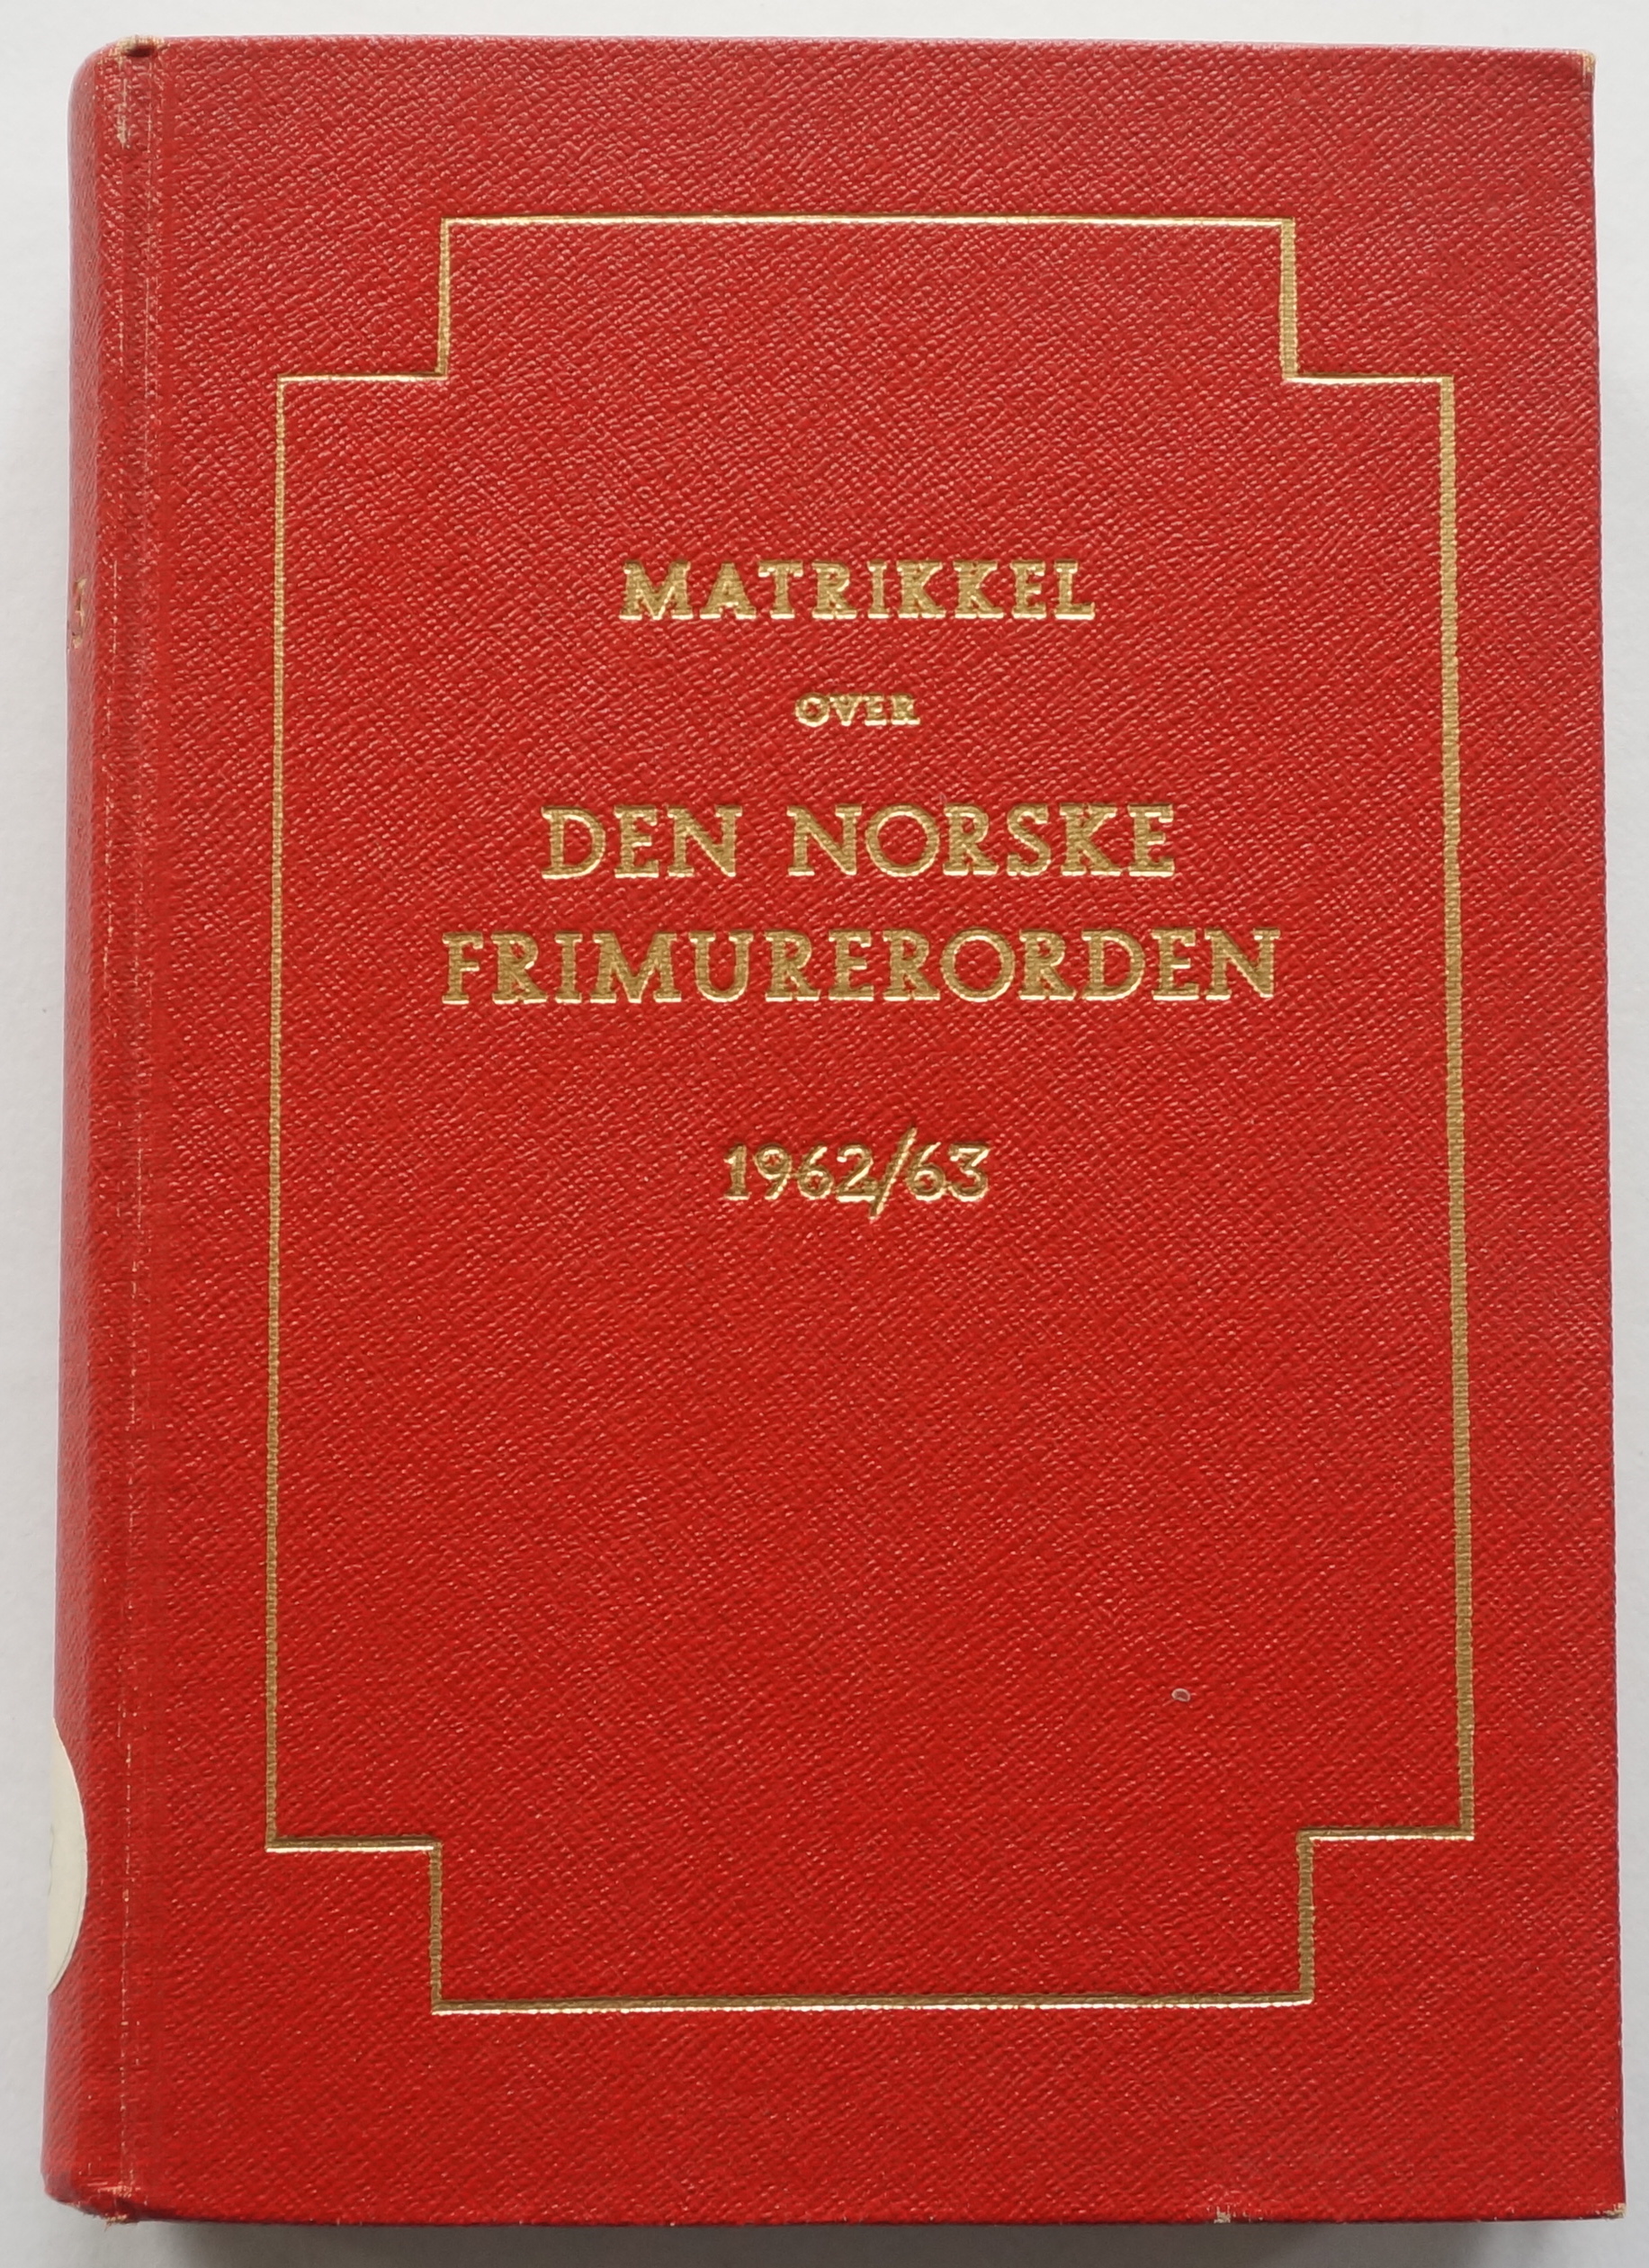 MATRIKKEL
OVER
DEN NORSKE
FRIMURERORDEN
1962/63